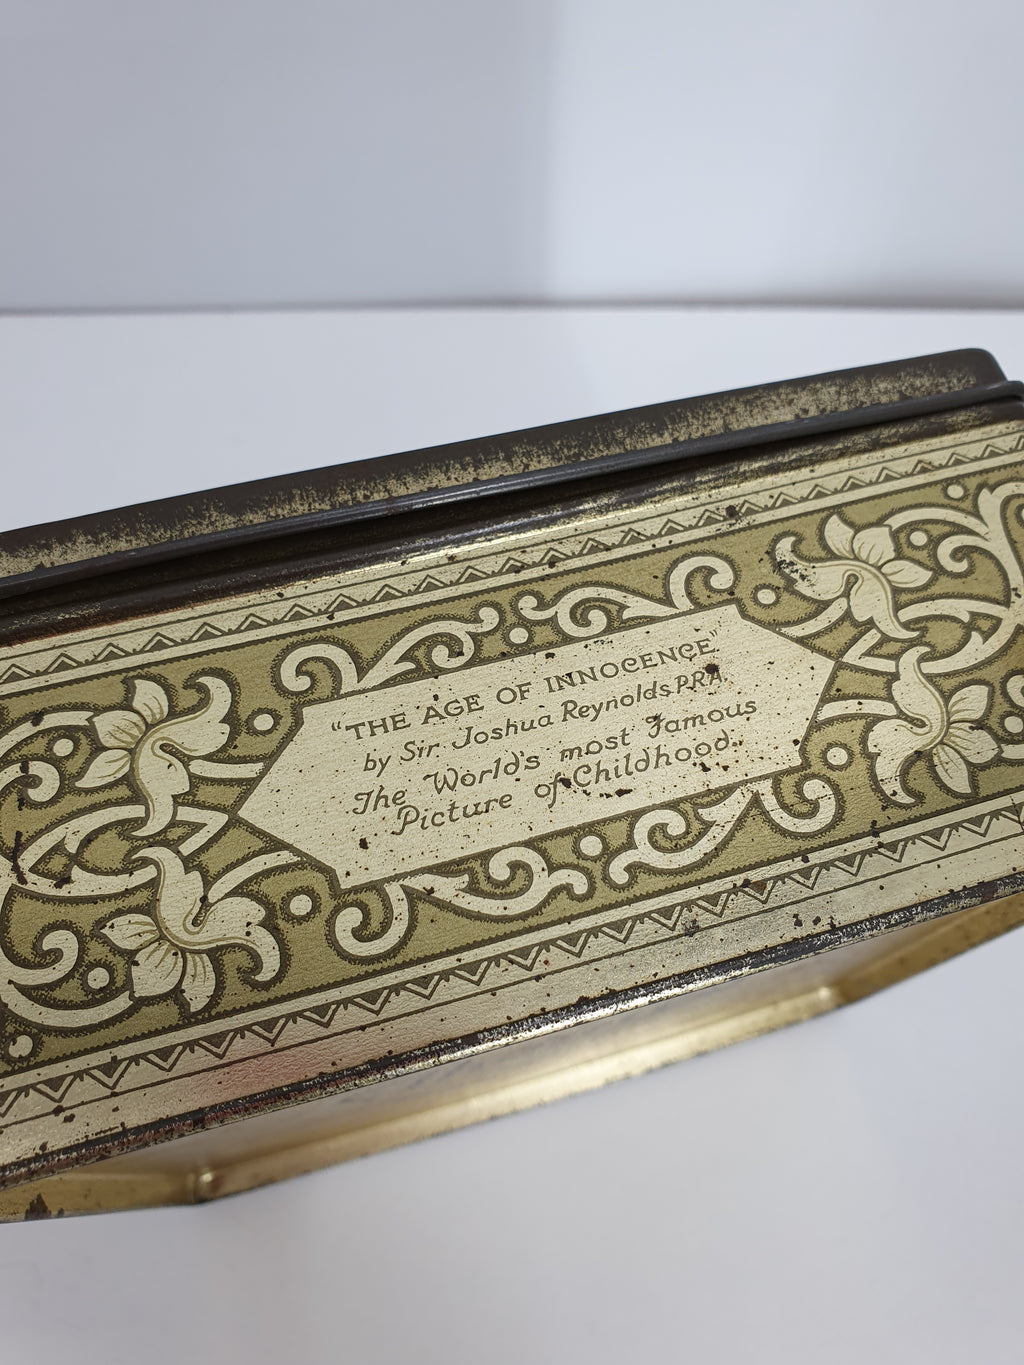 “THE AGE OF INNOCENCE”
by Sir Joshua Reynolds P.R.A.
The World's most Famous
Picture of Childhood.